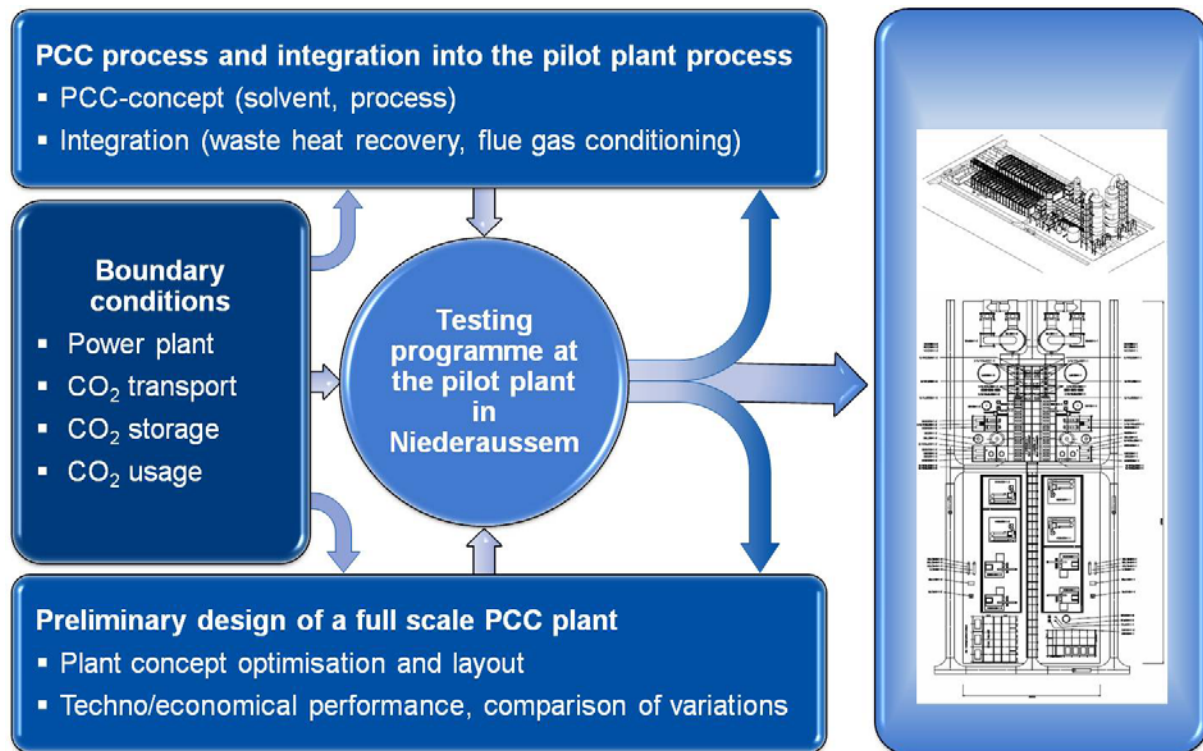 PCC process and integration into the pilot plant process
▪ PCC-concept (solvent, process)
▪ Integration (waste heat recovery, flue gas conditioning)
Boundary
conditions
▪ Power plant
▪ CO₂ transport
▪ CO₂ storage
▪ CO₂ usage
Testing
programme at
the pilot plant
in
Niederaussem
Preliminary design of a full scale PCC plant
▪ Plant concept optimisation and layout
▪ Techno/economical performance, comparison of variations